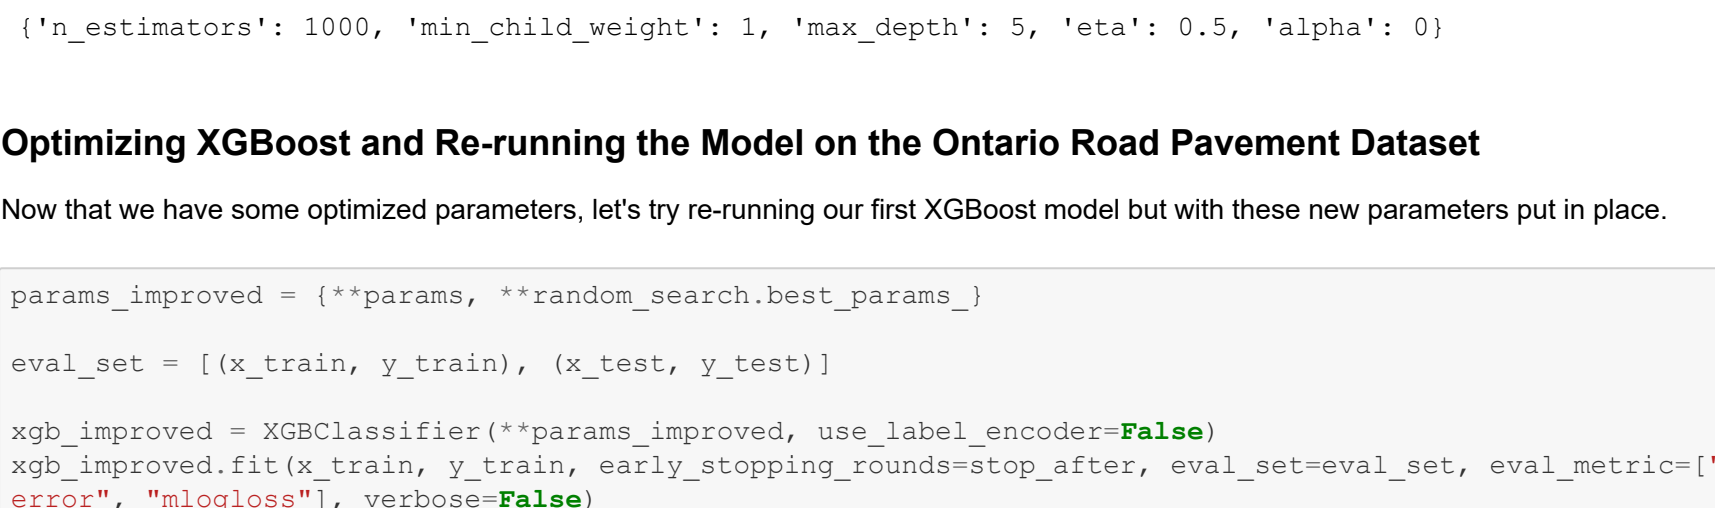 {'n_estimators': 1000, 'min_child_weight': 1, 'max_depth': 5, 'eta': 0.5, 'alpha': 0}
Optimizing XGBoost and Re-running the Model on the Ontario Road Pavement Dataset
Now that we have some optimized parameters, let's try re-running our first XGBoost model but with these new parameters put in place.
params_improved = {**params, **random_search.best_params_}
eval_set = [(x_train, y_train), (x_test, y_test)]
xgb_improved = XGBClassifier(**params_improved, use_label_encoder=False)
xgb_improved.fit(x_train, y_train, early_stopping_rounds=stop_after, eval_set=eval_set, eval_metric=["
error", "mlogloss"], verbose=False)